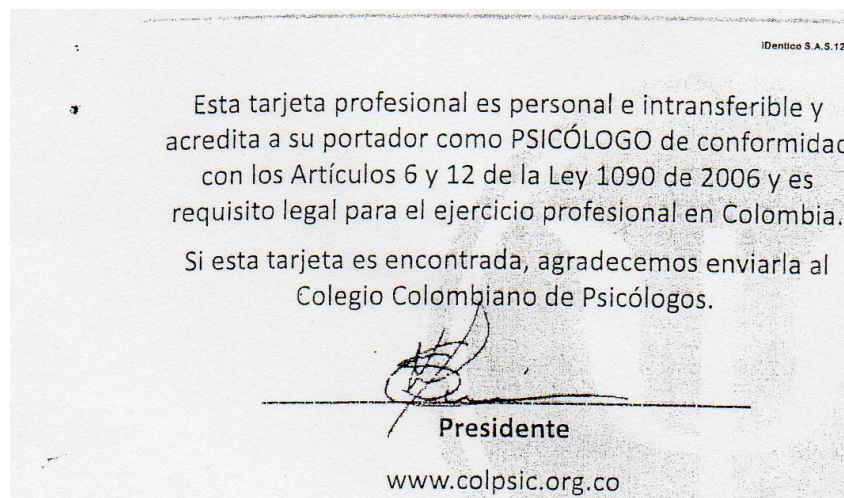 IDentico S.A.S.12
Esta tarjeta profesional es personal e intransferible y
acredita a su portador como PSICÓLOGO de conformidad
con los Artículos 6 y 12 de la Ley 1090 de 2006 y es
requisito legal para el ejercicio profesional en Colombia.
Si esta tarjeta es encontrada, agradecemos enviarla al
Colegio Colombiano de Psicólogos.
Presidente
www.colpsic.org.co